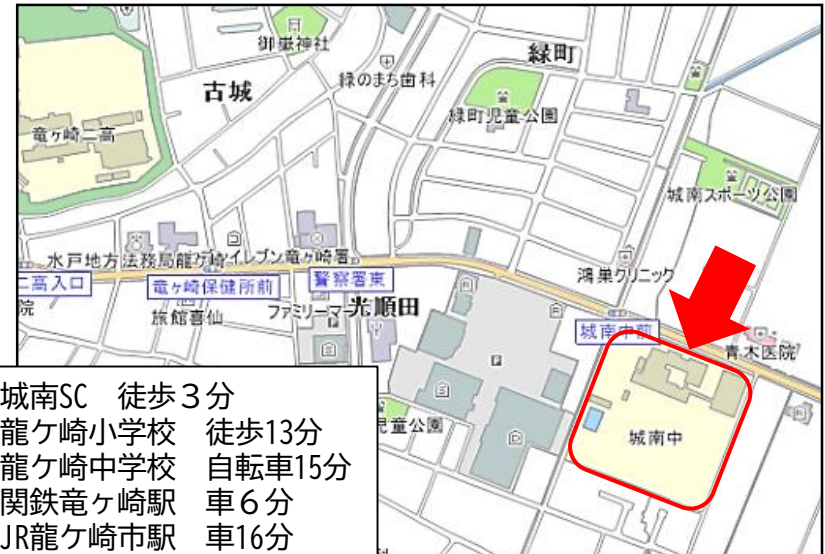 御嶽神社
緑町
緑のまち歯科
古城
緑町児童公園
竜ヶ崎二高
城南スポーツ公園
水戸地方法務局龍ケ崎
イレブン竜ヶ崎署
二高入口
竜ヶ崎保健所前
警察署東
鴻巣クリニック
院
旅館喜仙
ファミリーマ
光順田
城南中前
青木医院
児童公園
城南中
城南SC 徒歩3分
龍ケ崎小学校 徒歩13分
龍ケ崎中学校 自転車15分
関鉄竜ヶ崎駅 車6分
JR龍ケ崎市駅 車16分